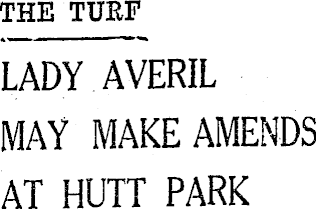 THE TURF
LADY AVERIL
MAY MAKE AMENDS
AT HUTT PARK